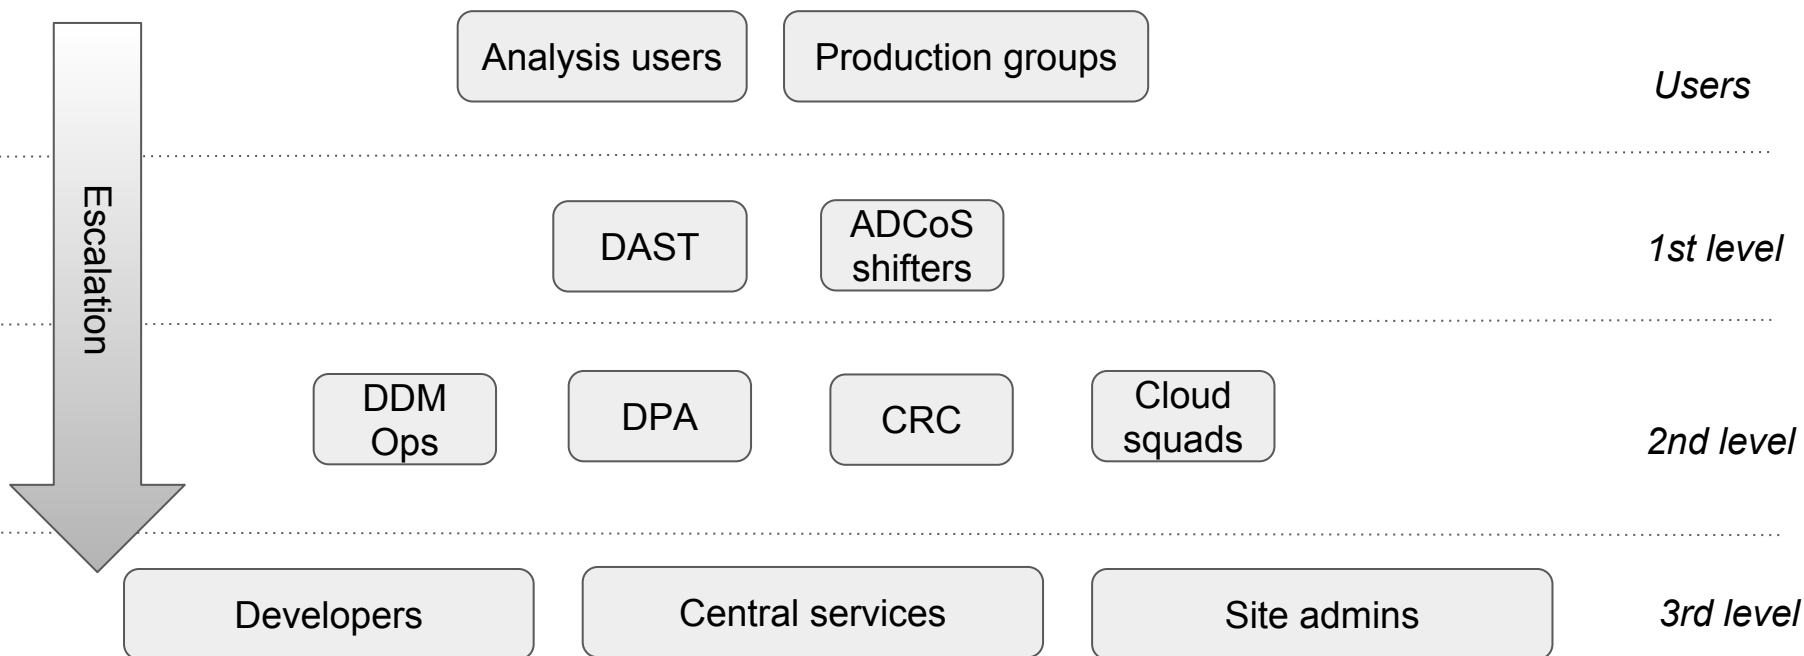 Analysis users
Production groups
Users
Escalation
DAST
ADCoS
shifters
1st level
DDM
Ops
DPA
CRC
Cloud
squads
2nd level
Developers
Central services
Site admins
3rd level